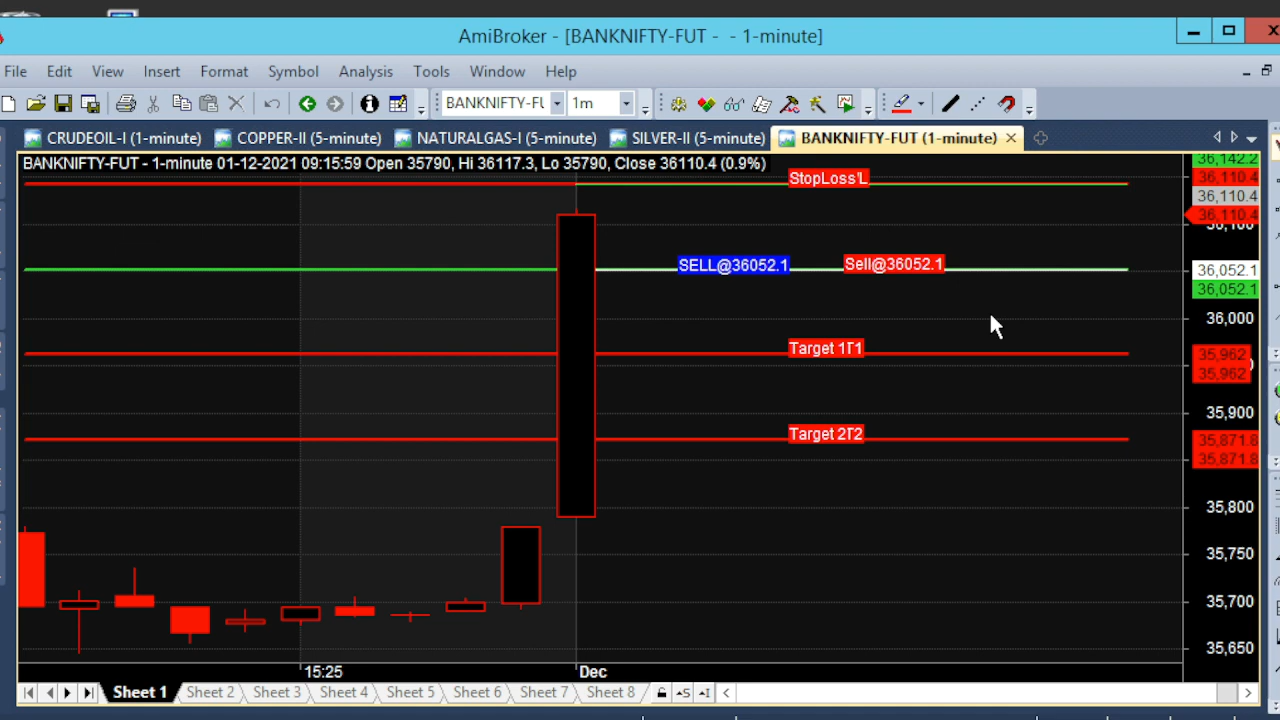 AmiBroker - [BANKNIFTY-FUT - - 1-minute]
File Edit View Insert Format Symbol Analysis Tools Window Help
BANKNIFTY-FU 1m
CRUDEOIL-I (1-minute) COPPER-II (5-minute) NATURALGAS-I (5-minute) SILVER-II (5-minute) BANKNIFTY-FUT (1-minute)
BANKNIFTY-FUT - 1-minute 01-12-2021 09:15:59 Open 35790, Hi 36117.3, Lo 35790, Close 36110.4 (0.9%)
36,142.2
StopLoss'L
36,110.4
36,110.4
36,110.4
36,100
SELL@36052.1 Sell@36052.1
36,052.1
36,052.1
36,000
Target 1T1
35,962
35,962
35,900
Target 2T2
35,871.8
35,871.8
35,800
35,750
35,700
35,650
15:25 Dec
Sheet 1 Sheet 2 Sheet 3 Sheet 4 Sheet 5 Sheet 6 Sheet 7 Sheet 8